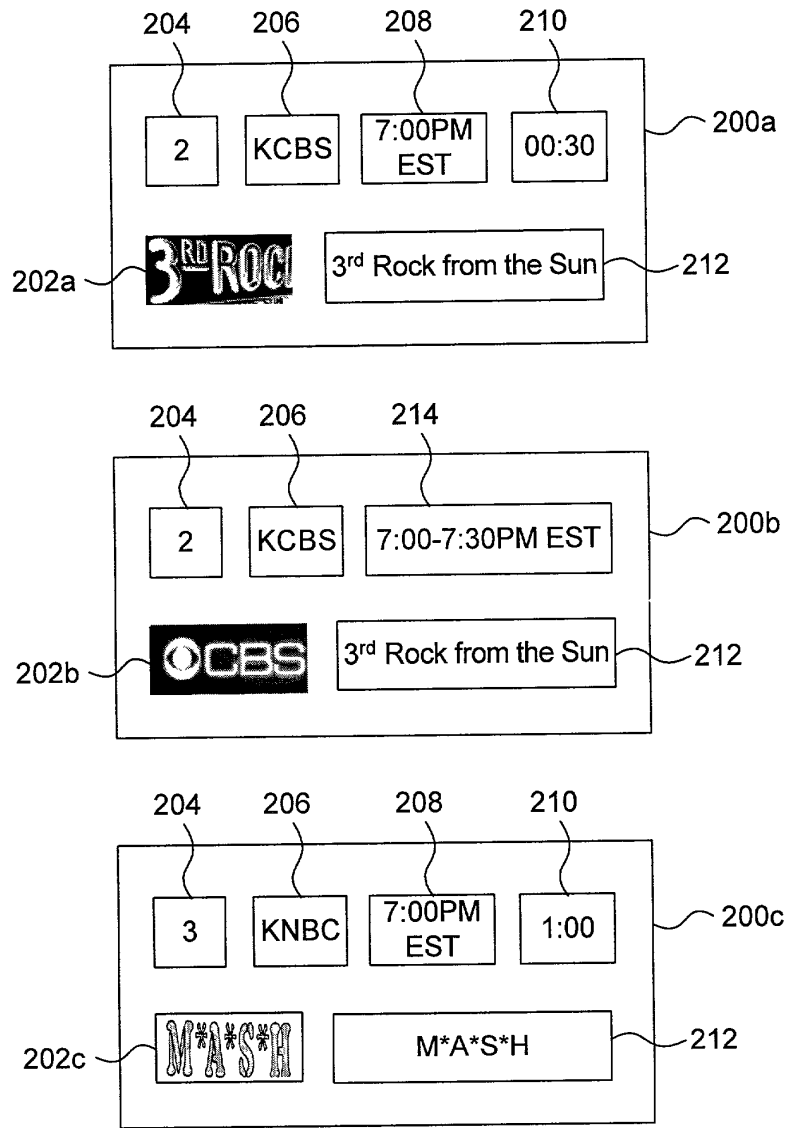 204 206 208 210
2 KCBS 7:00PM EST 00:30 200a
3RD ROC
202a 3rd Rock from the Sun 212
204 206 214
2 KCBS 7:00-7:30PM EST 200b
CBS
202b 3rd Rock from the Sun 212
204 206 208 210
3 KNBC 7:00PM EST 1:00 200c
M*A*S*H
202c M*A*S*H 212